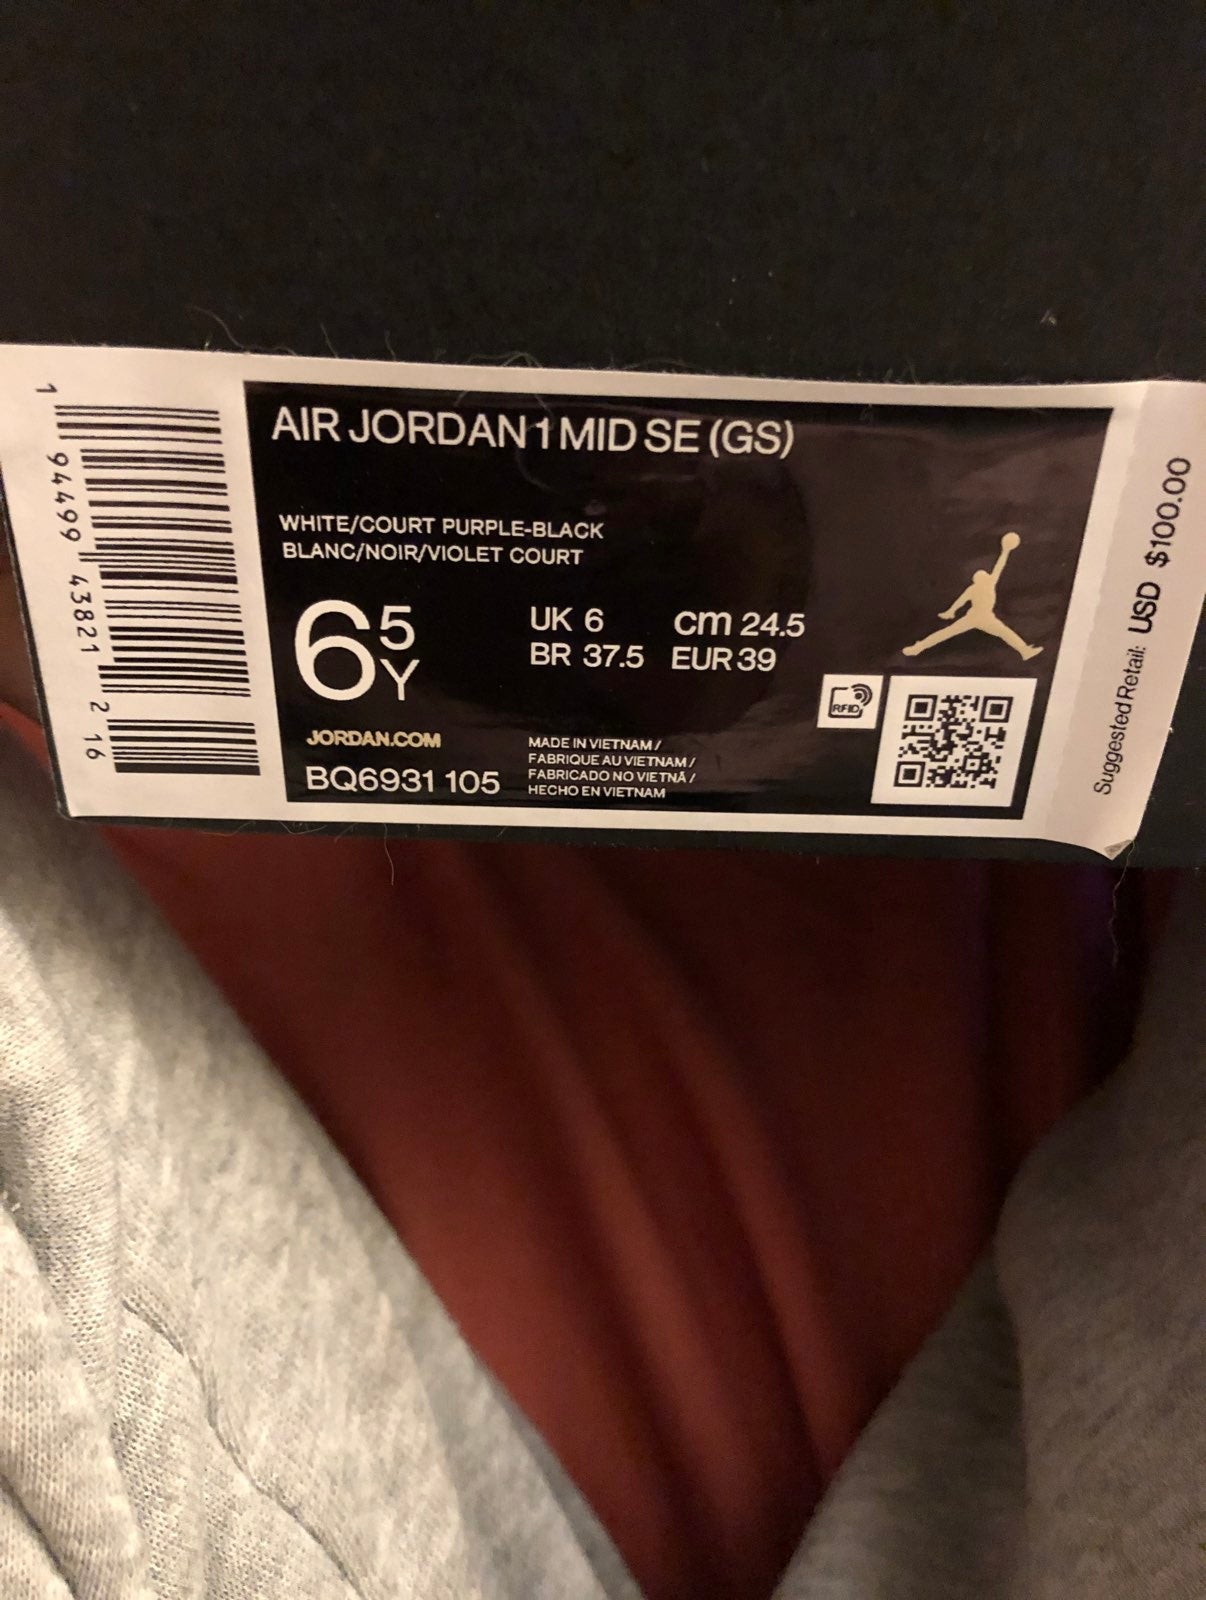 AIR JORDAN 1 MID SE (GS)
WHITE/COURT PURPLE-BLACK
BLANC/NOIR/VIOLET COURT
6.5Y
UK 6 cm 24.5
BR 37.5 EUR 39
JORDAN.COM
BQ6931 105
MADE IN VIETNAM /
FABRIQUE AU VIETNAM /
FABRICADO NO VIETNÃ /
HECHO EN VIETNAM
RFID
Suggested Retail: USD $100.00
1 94499 43821 2 16